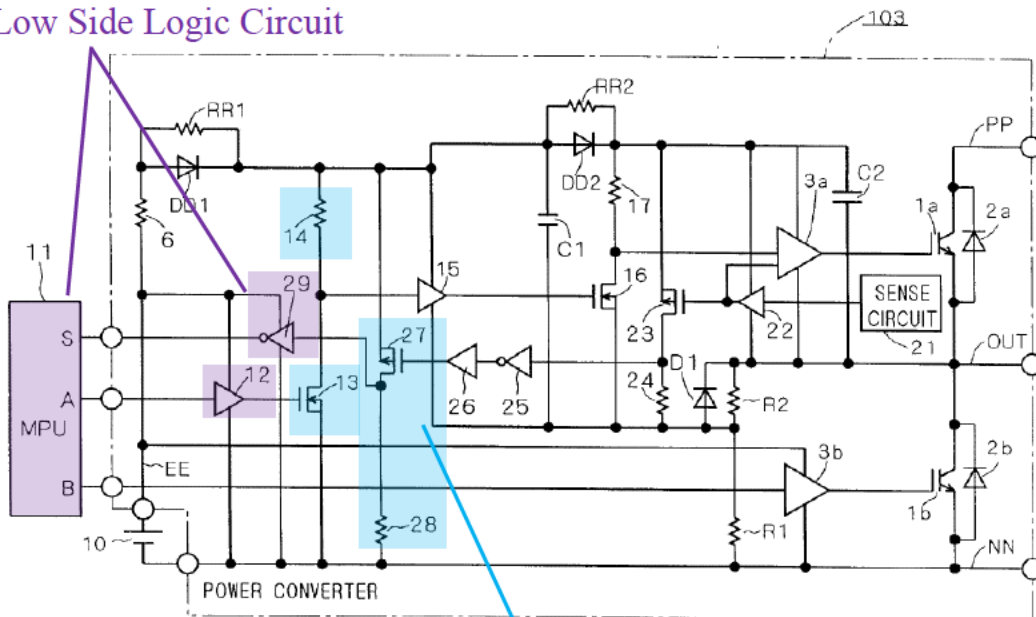 Low Side Logic Circuit
103
RR1
RR2
PP
DD1
DD2
C2
6
14
17
3a
1a
2a
C1
11
15
16
29
SENSE
CIRCUIT
S
23
22
27
21
OUT
12
13
D1
A
MPU
26
25
24
R2
EE
3b
2b
B
1b
28
R1
10
NN
POWER CONVERTER